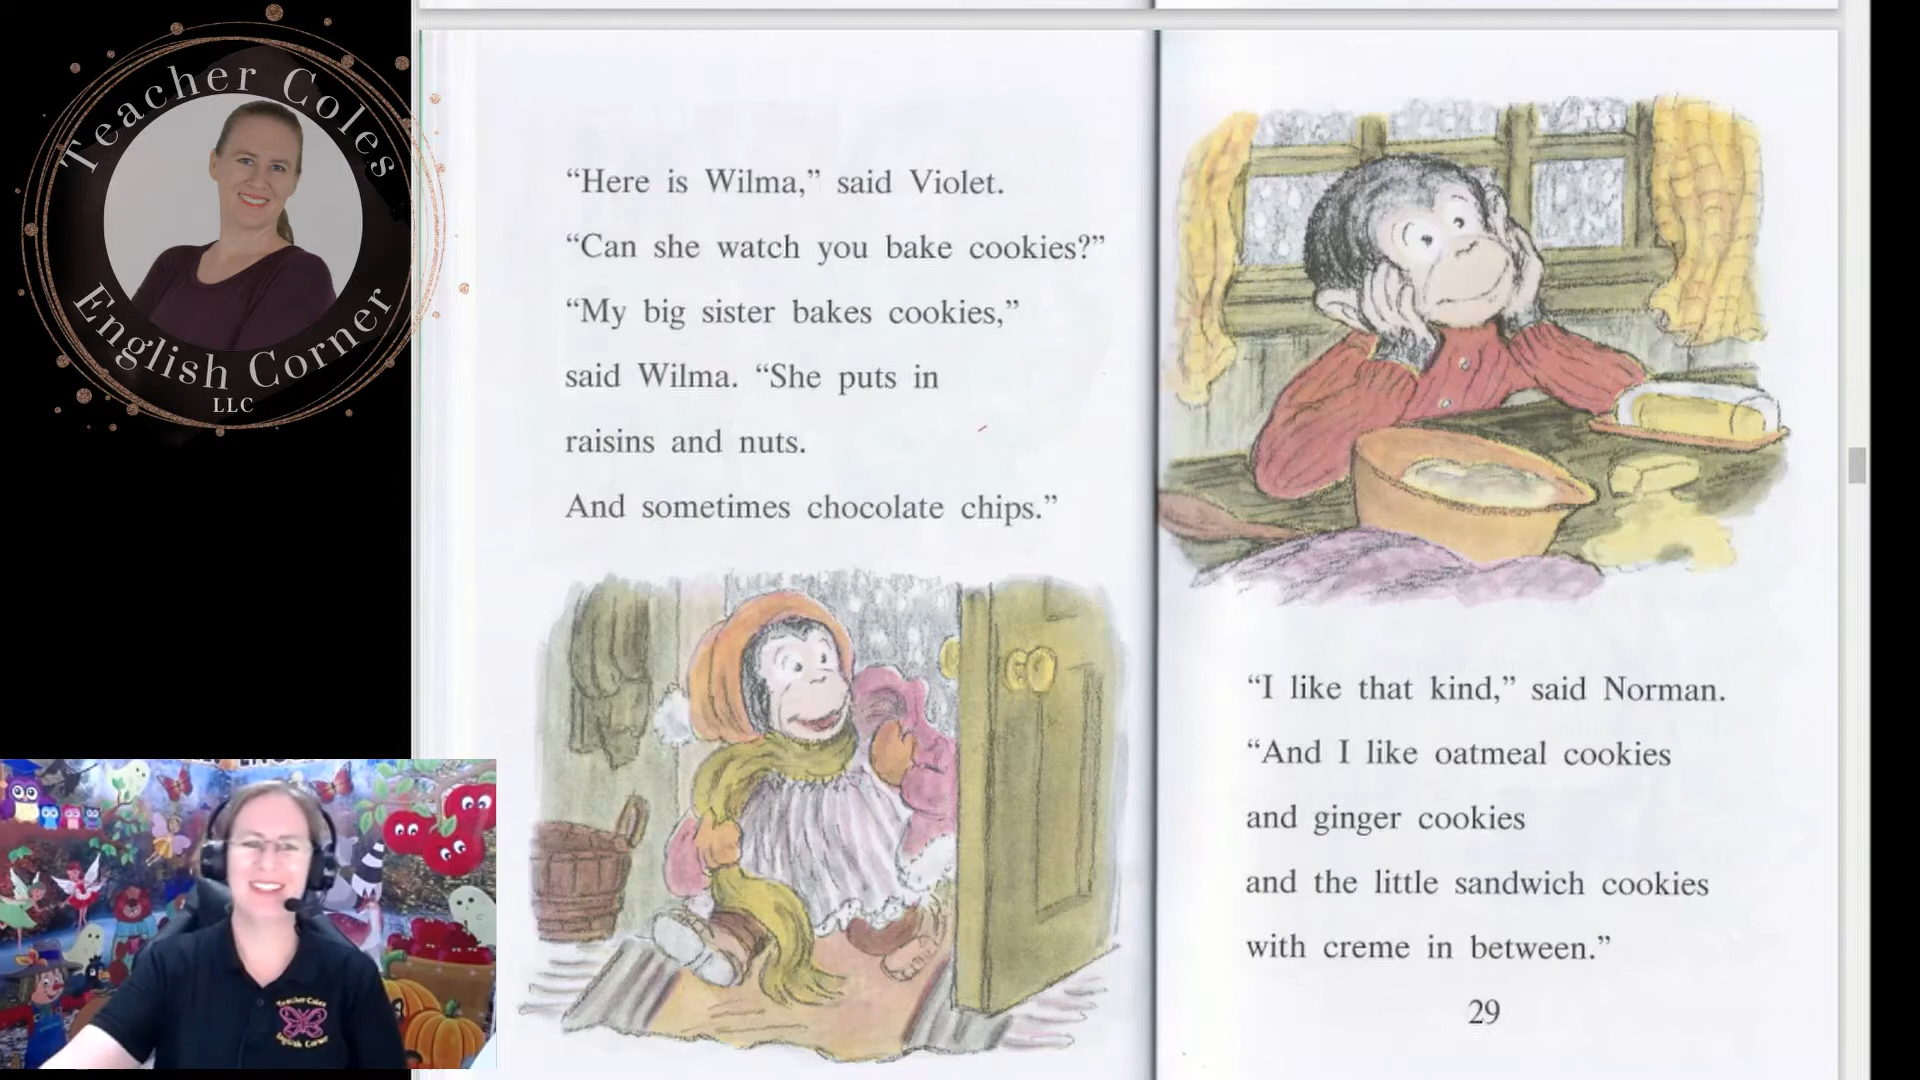 Teacher Coles
English Corner
LLC
“Here is Wilma,” said Violet.
“Can she watch you bake cookies?”
“My big sister bakes cookies,”
said Wilma. “She puts in
raisins and nuts.
And sometimes chocolate chips.”
“I like that kind,” said Norman.
“And I like oatmeal cookies
and ginger cookies
and the little sandwich cookies
with creme in between.”
29
Teacher Coles
English Corner